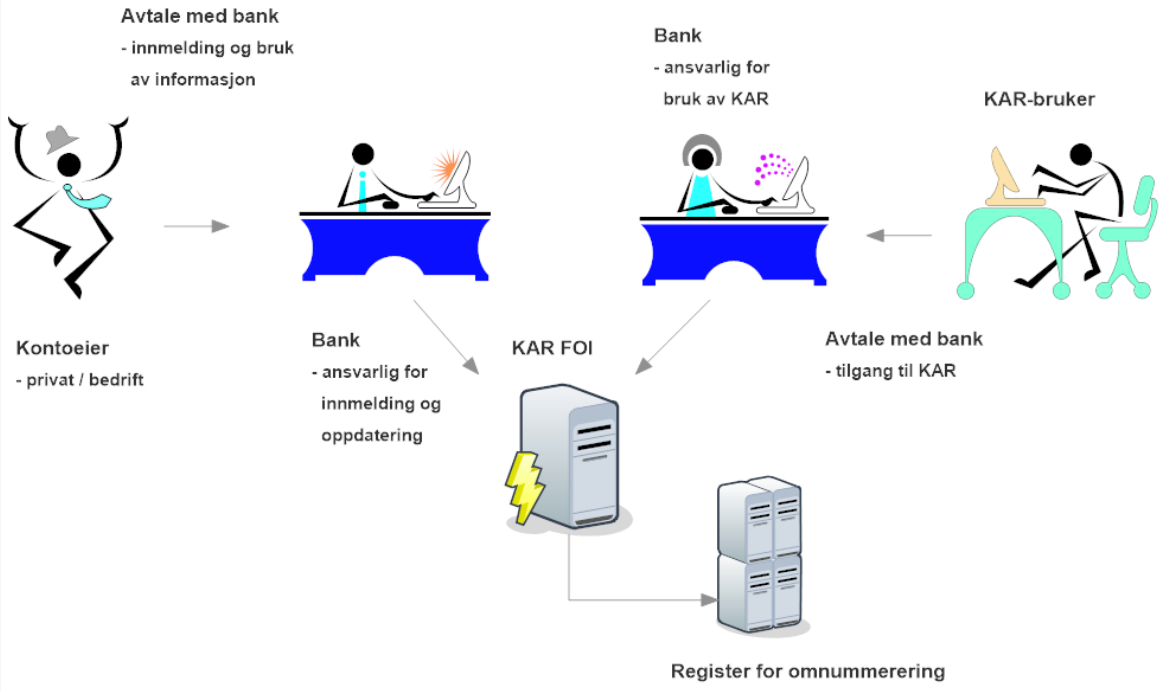 Avtale med bank
- innmelding og bruk
av informasjon
Bank
- ansvarlig for
bruk av KAR
KAR-bruker
Kontoeier
- privat / bedrift
Bank
- ansvarlig for
innmelding og
oppdatering
KAR FOI
Avtale med bank
- tilgang til KAR
Register for omnummerering